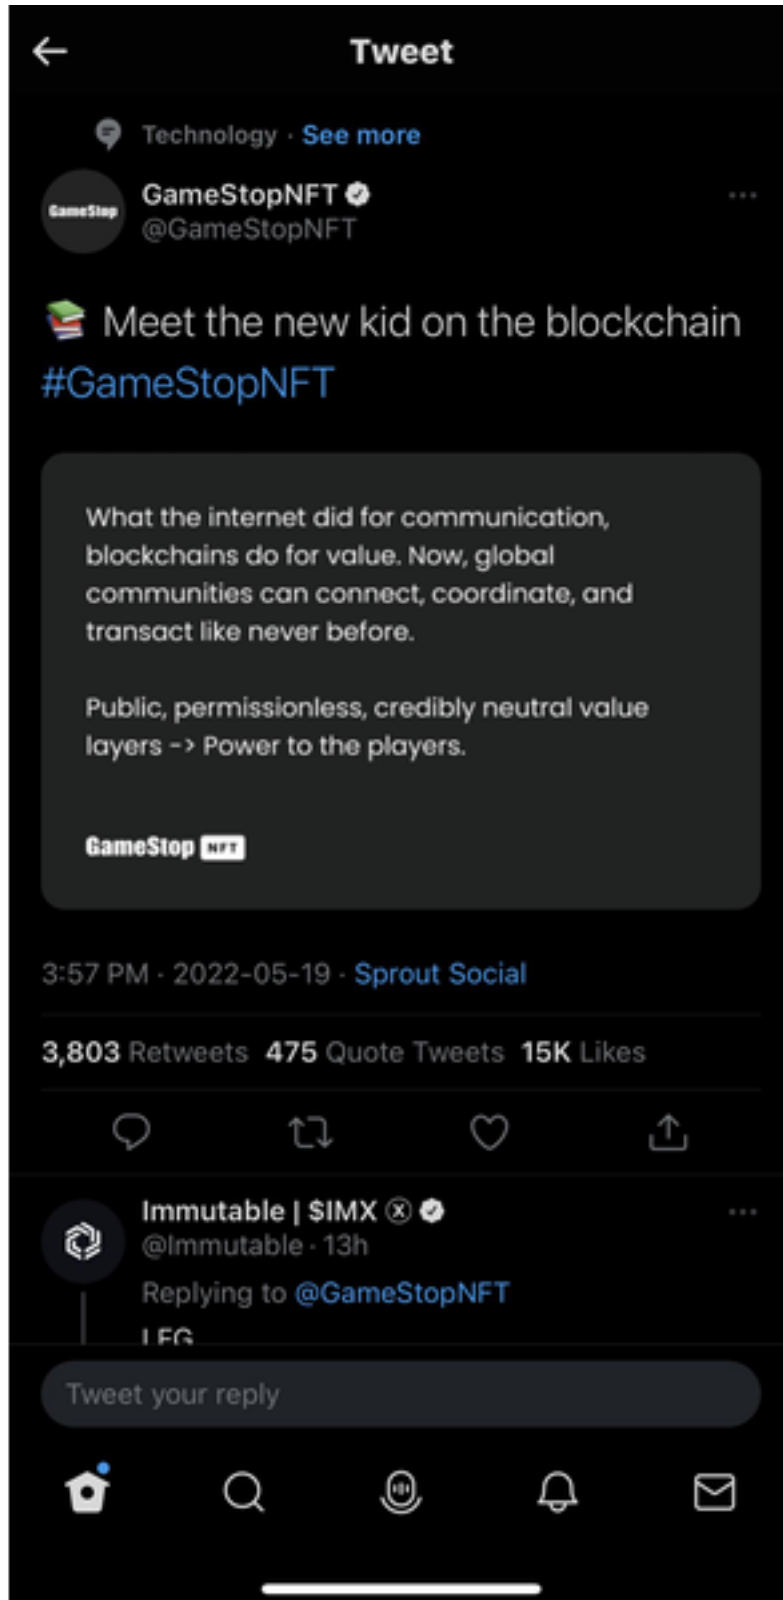 Tweet
Technology · See more
GameStopNFT
@GameStopNFT
GameStop
📚 Meet the new kid on the blockchain
#GameStopNFT
What the internet did for communication,
blockchains do for value. Now, global
communities can connect, coordinate, and
transact like never before.
Public, permissionless, credibly neutral value
layers -> Power to the players.
GameStop NFT
3:57 PM · 2022-05-19 · Sprout Social
3,803 Retweets 475 Quote Tweets 15K Likes
Immutable | $IMX ⓧ
@Immutable · 13h
Replying to @GameStopNFT
LFG
Tweet your reply